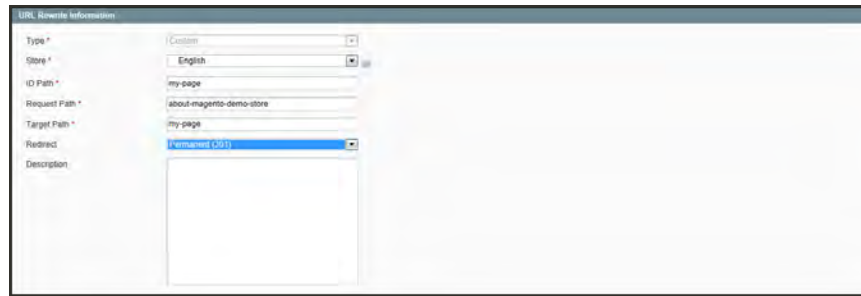 URL Rewrite Information
Type *
Custom
Store *
English
ID Path *
my-page
Request Path *
about-magento-demo-store
Target Path *
my-page
Redirect
Permanent (301)
Description